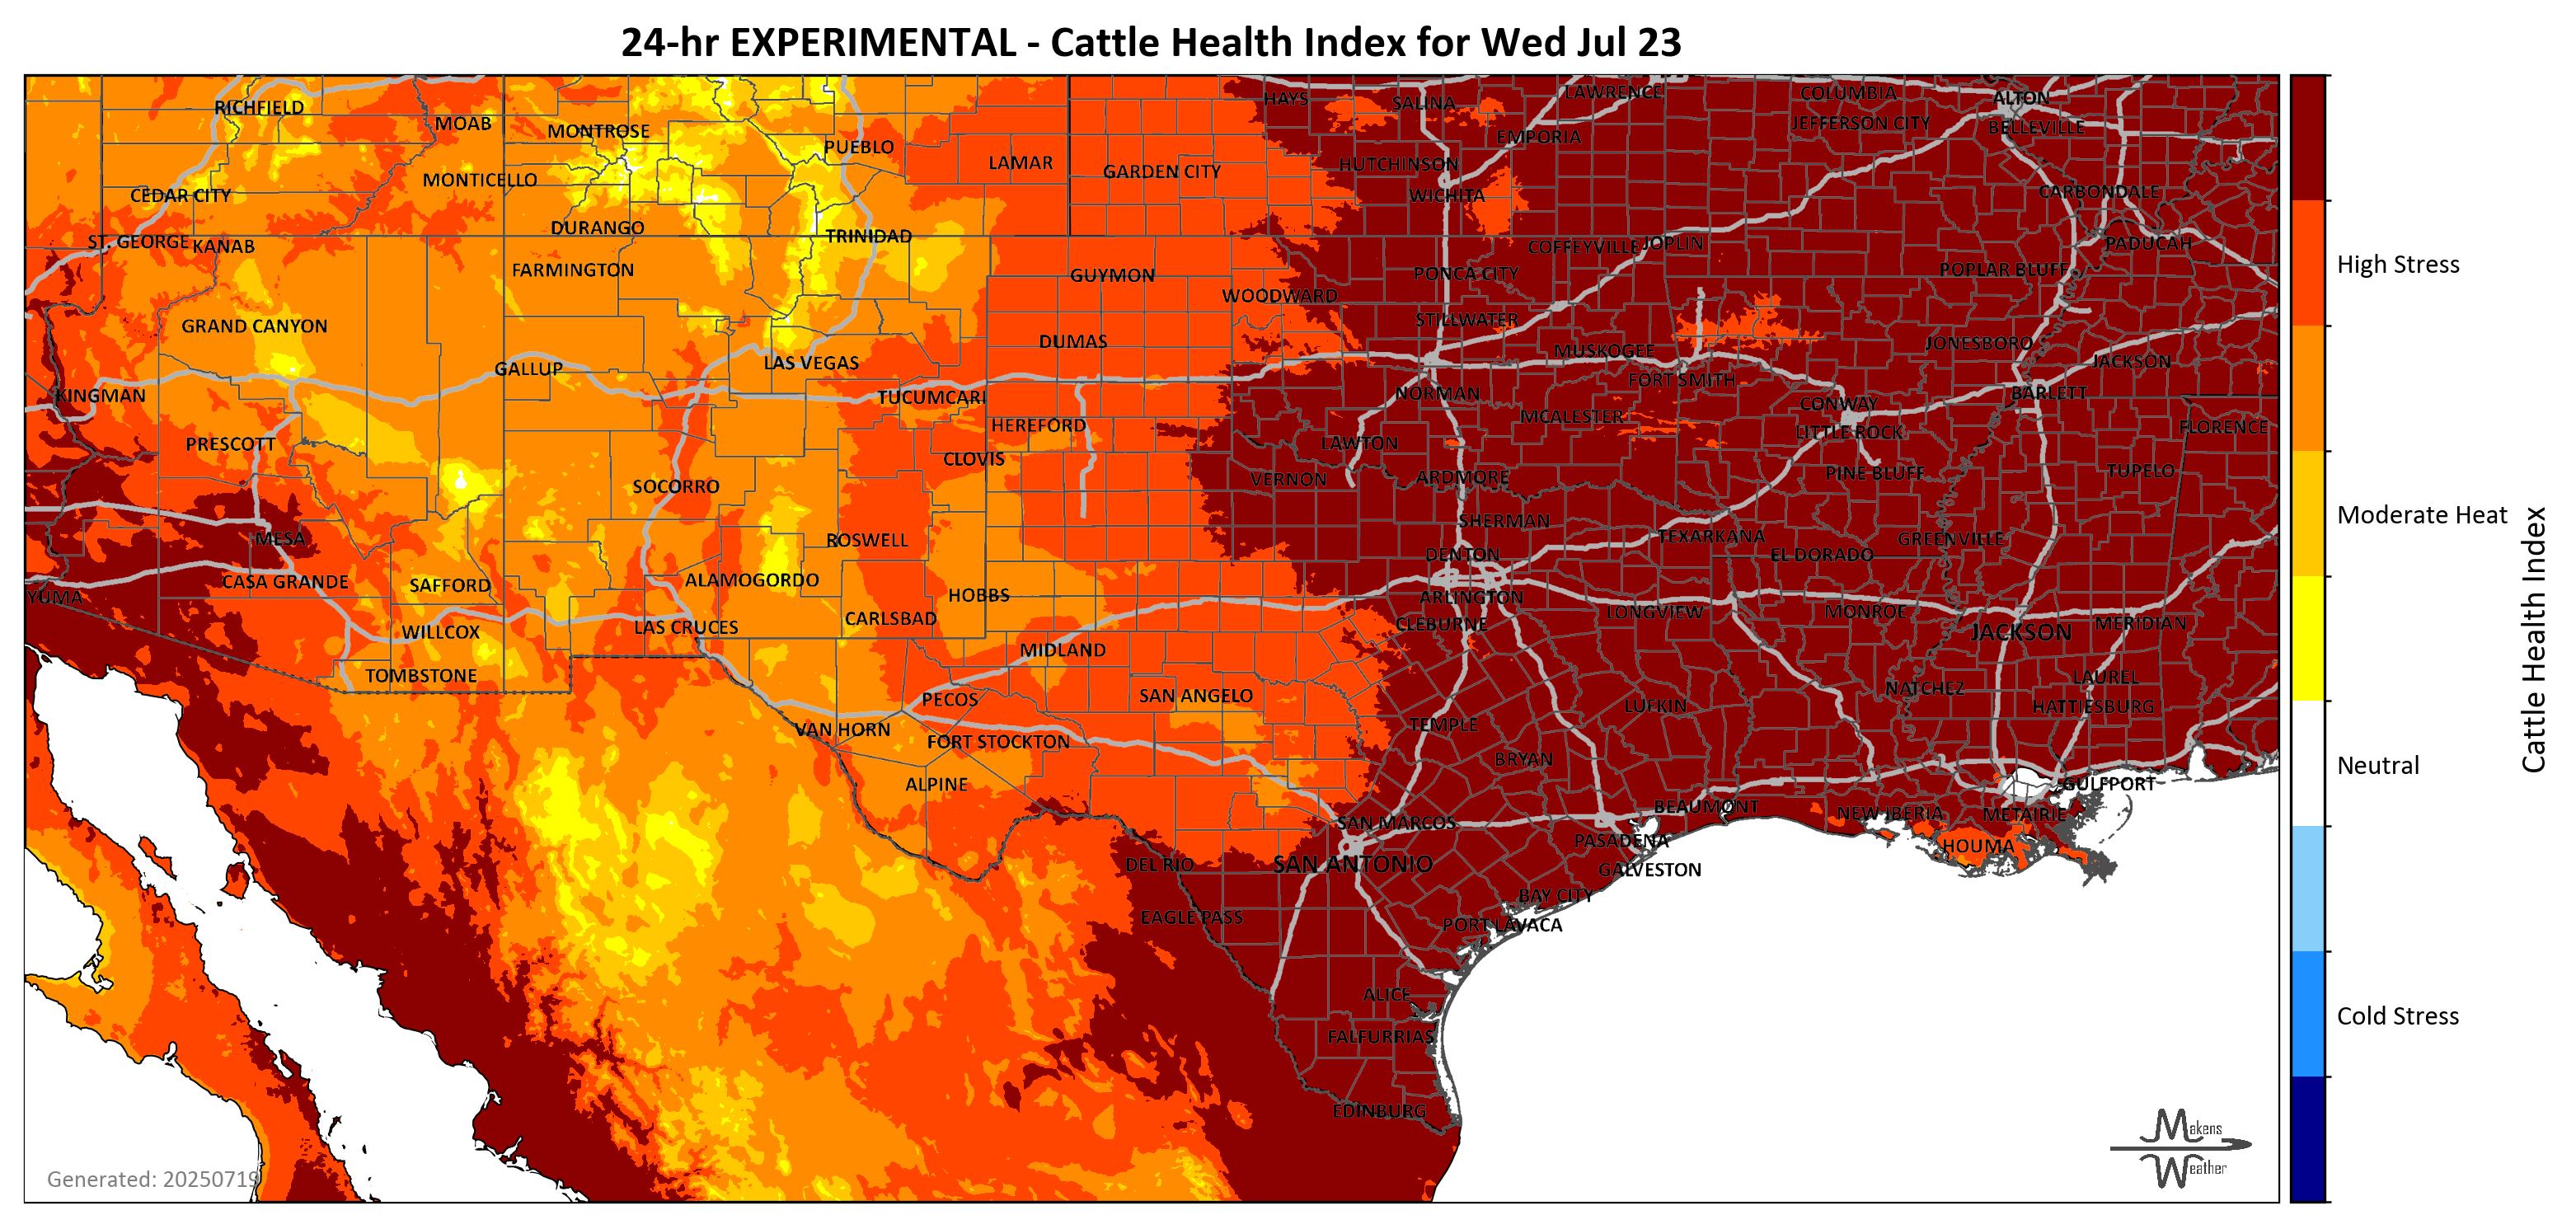 24-hr EXPERIMENTAL - Cattle Health Index for Wed Jul 23
RICHFIELD
MOAB
MONTROSE
PUEBLO
LAMAR
GARDEN CITY
HAYS
SALINA
LAWRENCE
EMPORIA
COLUMBIA
JEFFERSON CITY
ALTON
BELLEVILLE
CEDAR CITY
MONTICELLO
HUTCHINSON
WICHITA
CARBONDALE
ST. GEORGE
KANAB
DURANGO
TRINIDAD
COFFEYVILLE
JOPLIN
PADUCAH
High Stress
FARMINGTON
GUYMON
WOODWARD
PONCA CITY
POPLAR BLUFF
GRAND CANYON
DUMAS
STILLWATER
MUSKOGEE
JONESBORO
JACKSON
GALLUP
LAS VEGAS
FORT SMITH
KINGMAN
TUCUMCARI
NORMAN
CONWAY
BARLETT
PRESCOTT
HEREFORD
MCALESTER
LITTLE ROCK
FLORENCE
CLOVIS
LAWTON
SOCORRO
VERNON
ARDMORE
PINE BLUFF
TUPELO
Moderate Heat
MESA
ROSWELL
SHERMAN
TEXARKANA
GREENVILLE
DENTON
EL DORADO
CASA GRANDE
SAFFORD
ALAMOGORDO
YUMA
HOBBS
ARLINGTON
LONGVIEW
MONROE
CARLSBAD
CLEBURNE
WILLCOX
LAS CRUCES
JACKSON
MERIDIAN
MIDLAND
TOMBSTONE
PECOS
SAN ANGELO
LUFKIN
NATCHEZ
LAUREL
HATTIESBURG
VAN HORN
FORT STOCKTON
TEMPLE
BRYAN
Cattle Health Index
Neutral
ALPINE
GULFPORT
BEAUMONT
NEW IBERIA
METAIRIE
SAN MARCOS
PASADENA
HOUMA
DEL RIO
SAN ANTONIO
GALVESTON
BAY CITY
EAGLE PASS
PORT LAVACA
ALICE
Cold Stress
FALFURRIAS
EDINBURG
Makens
Weather
Generated: 20250719